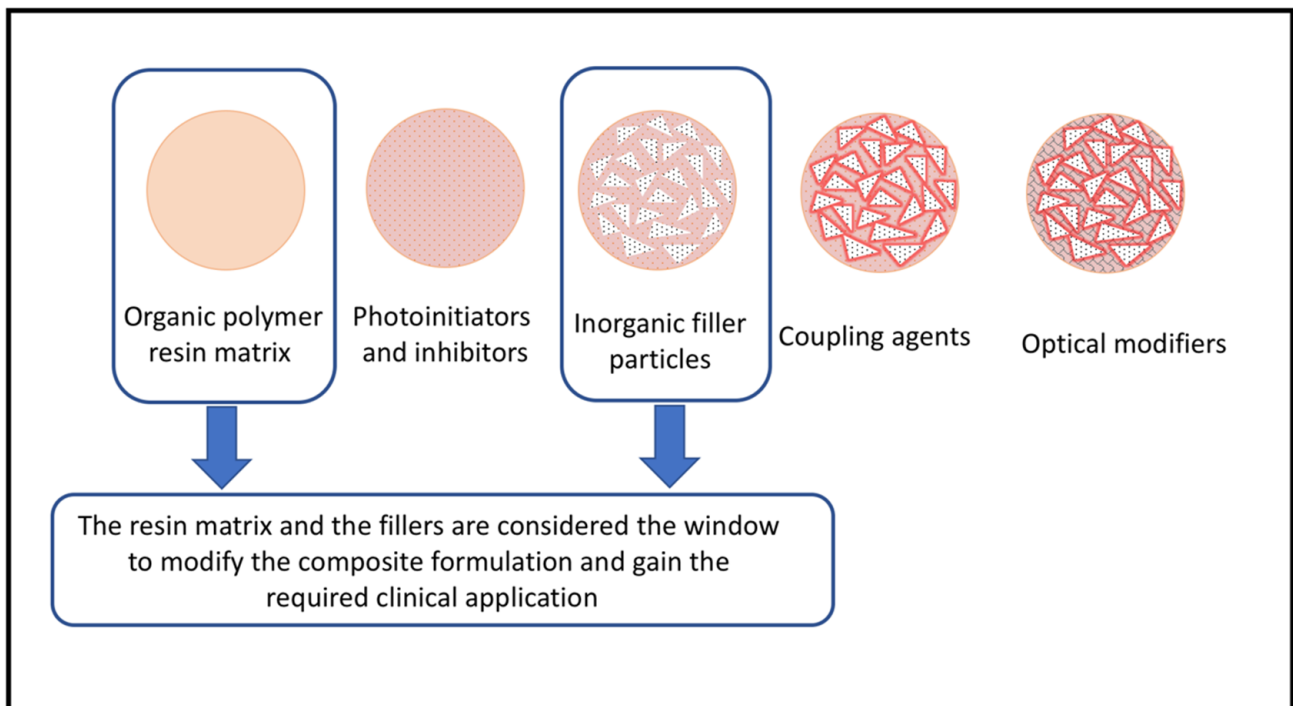 Organic polymer
resin matrix
Photoinitiators
and inhibitors
Inorganic filler
particles
Coupling agents
Optical modifiers
The resin matrix and the fillers are considered the window
to modify the composite formulation and gain the
required clinical application